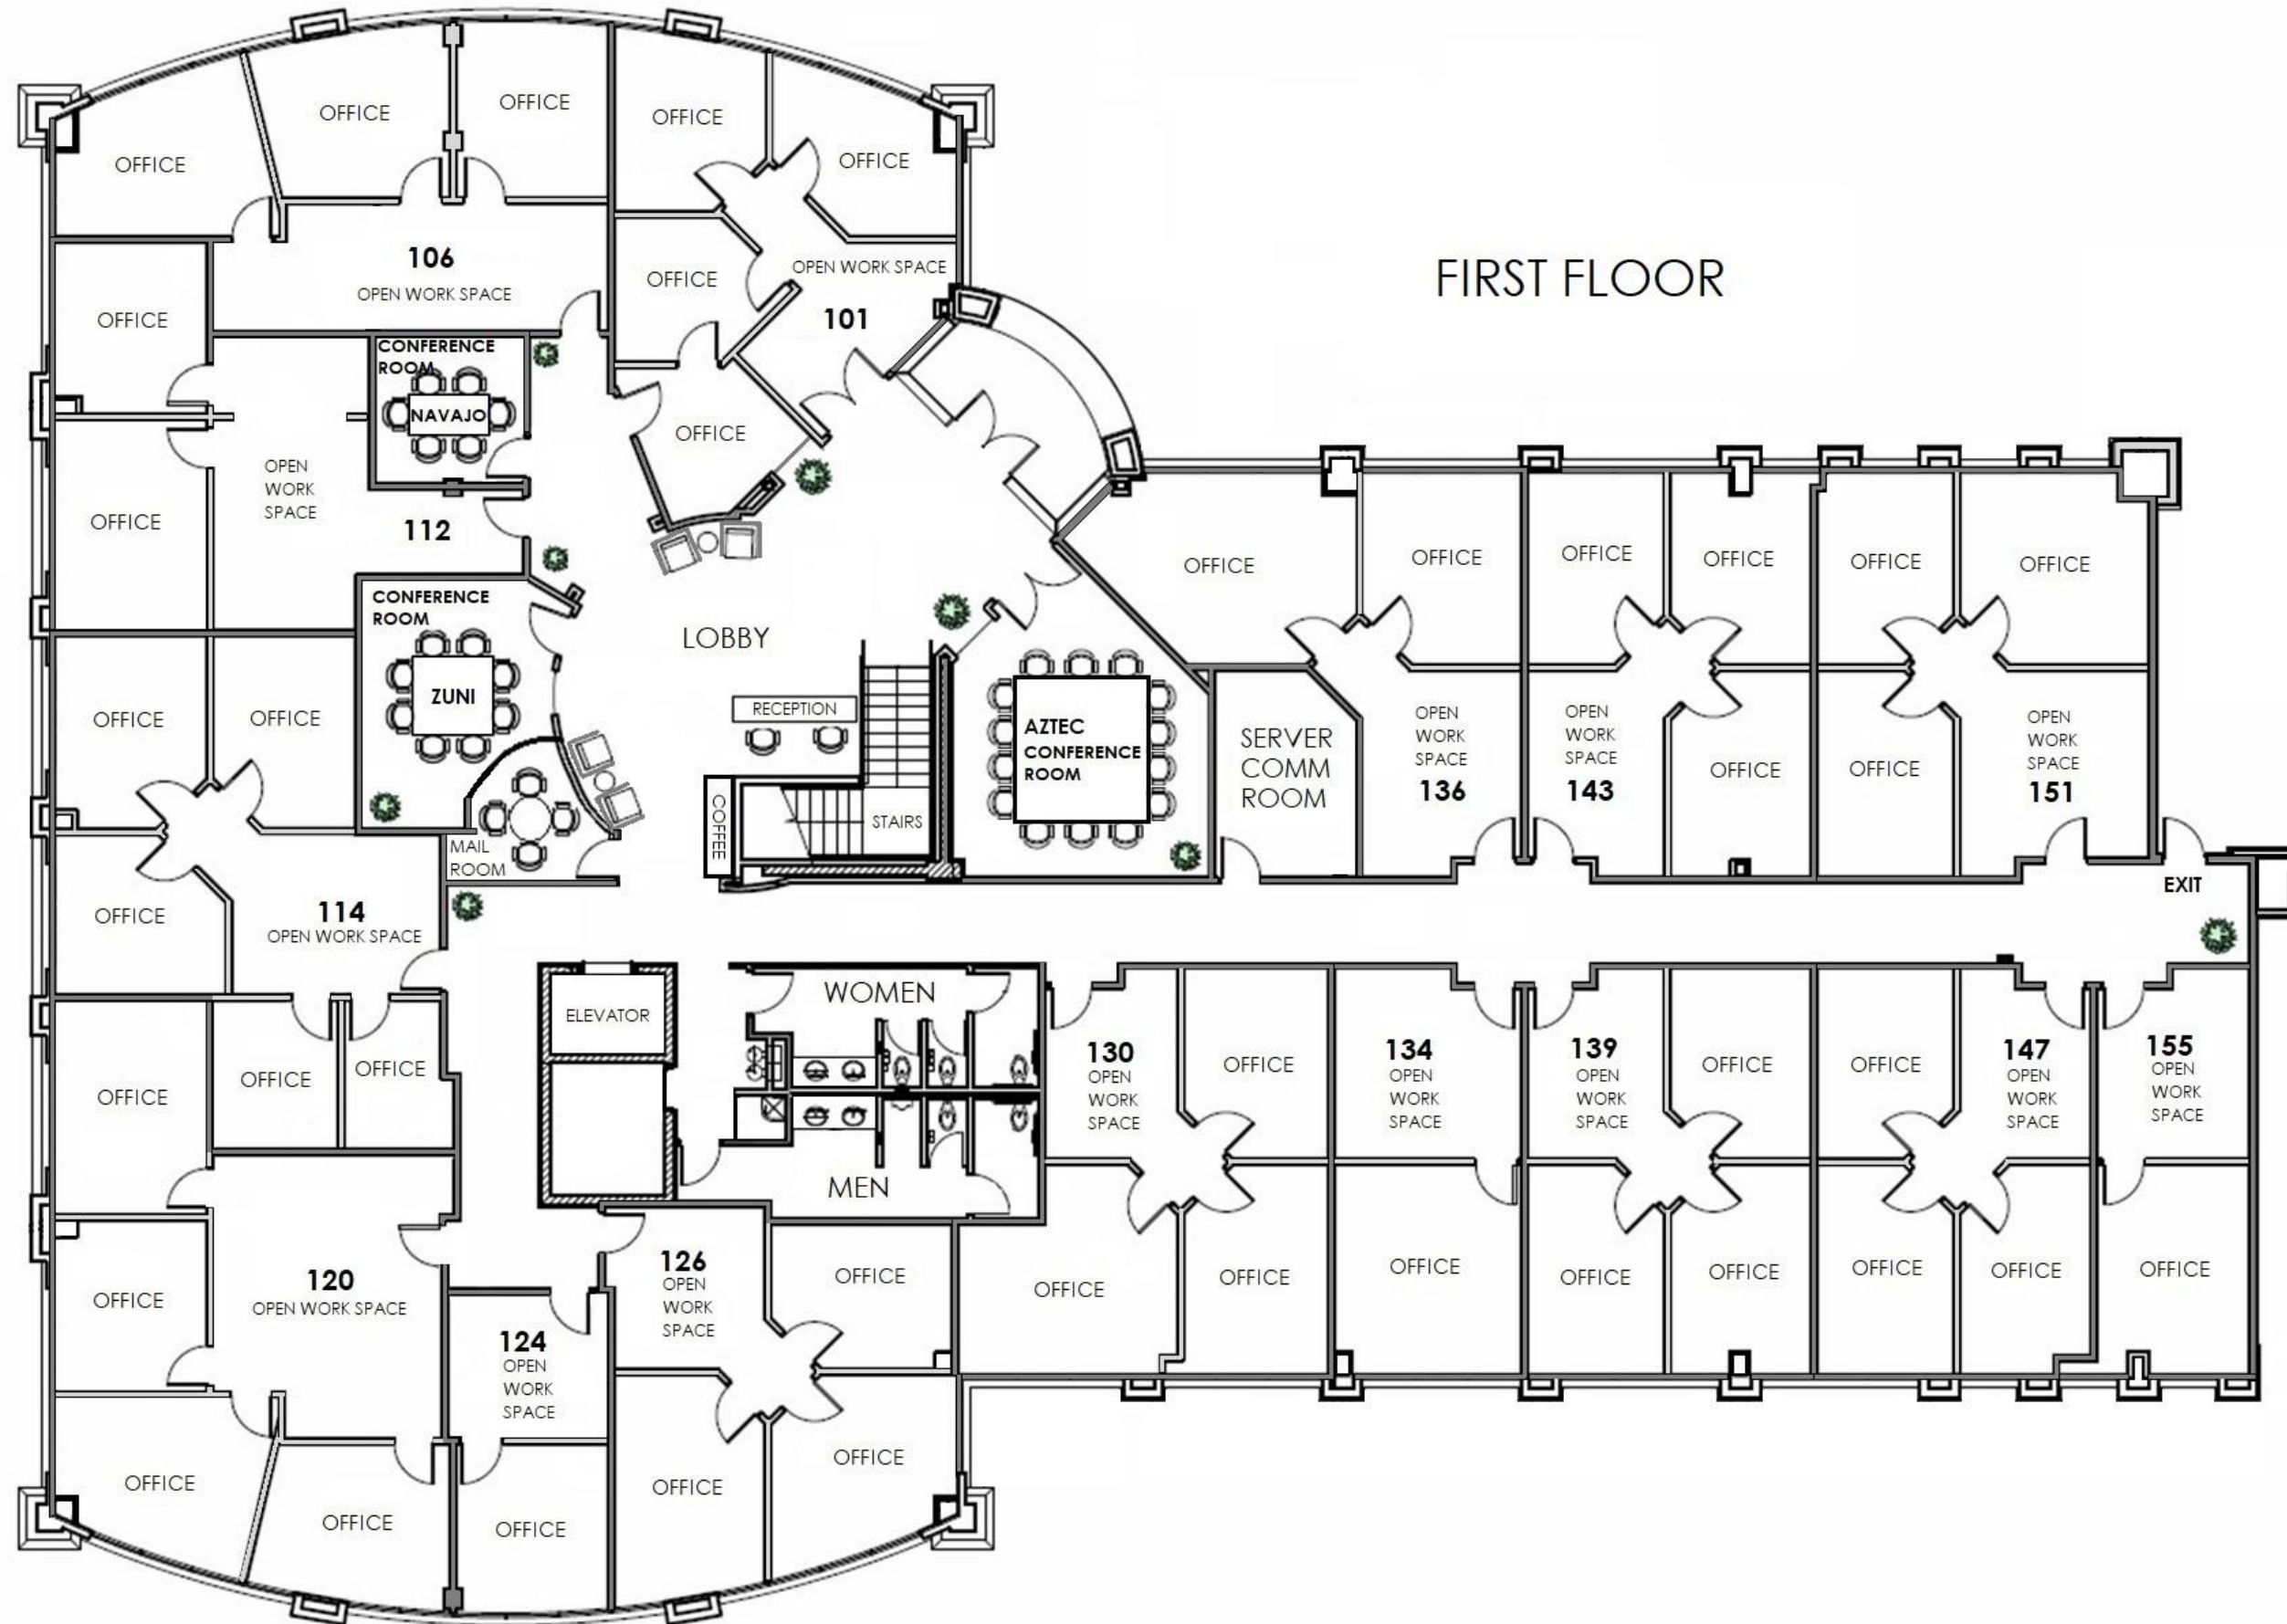 OFFICE
OFFICE
OFFICE
OFFICE
OFFICE
106
OPEN WORK SPACE
OFFICE
OPEN WORK SPACE
101
FIRST FLOOR
OFFICE
CONFERENCE
ROOM
NAVAJO
OFFICE
OPEN
WORK
SPACE
OFFICE
112
CONFERENCE
ROOM
ZUNI
LOBBY
RECEPTION
OFFICE
OFFICE
COFFEE
STAIRS
AZTEC
CONFERENCE
ROOM
MAIL
ROOM
OFFICE
OFFICE
OFFICE
OFFICE
OFFICE
OFFICE
SERVER
COMM
ROOM
OPEN
WORK
SPACE
136
OPEN
WORK
SPACE
143
OFFICE
OFFICE
OPEN
WORK
SPACE
151
EXIT
OFFICE
114
OPEN WORK SPACE
OFFICE
OFFICE
OFFICE
ELEVATOR
WOMEN
MEN
130
OPEN
WORK
SPACE
OFFICE
134
OPEN
WORK
SPACE
139
OPEN
WORK
SPACE
OFFICE
OFFICE
147
OPEN
WORK
SPACE
155
OPEN
WORK
SPACE
OFFICE
120
OPEN WORK SPACE
124
OPEN
WORK
SPACE
126
OPEN
WORK
SPACE
OFFICE
OFFICE
OFFICE
OFFICE
OFFICE
OFFICE
OFFICE
OFFICE
OFFICE
OFFICE
OFFICE
OFFICE
OFFICE
OFFICE